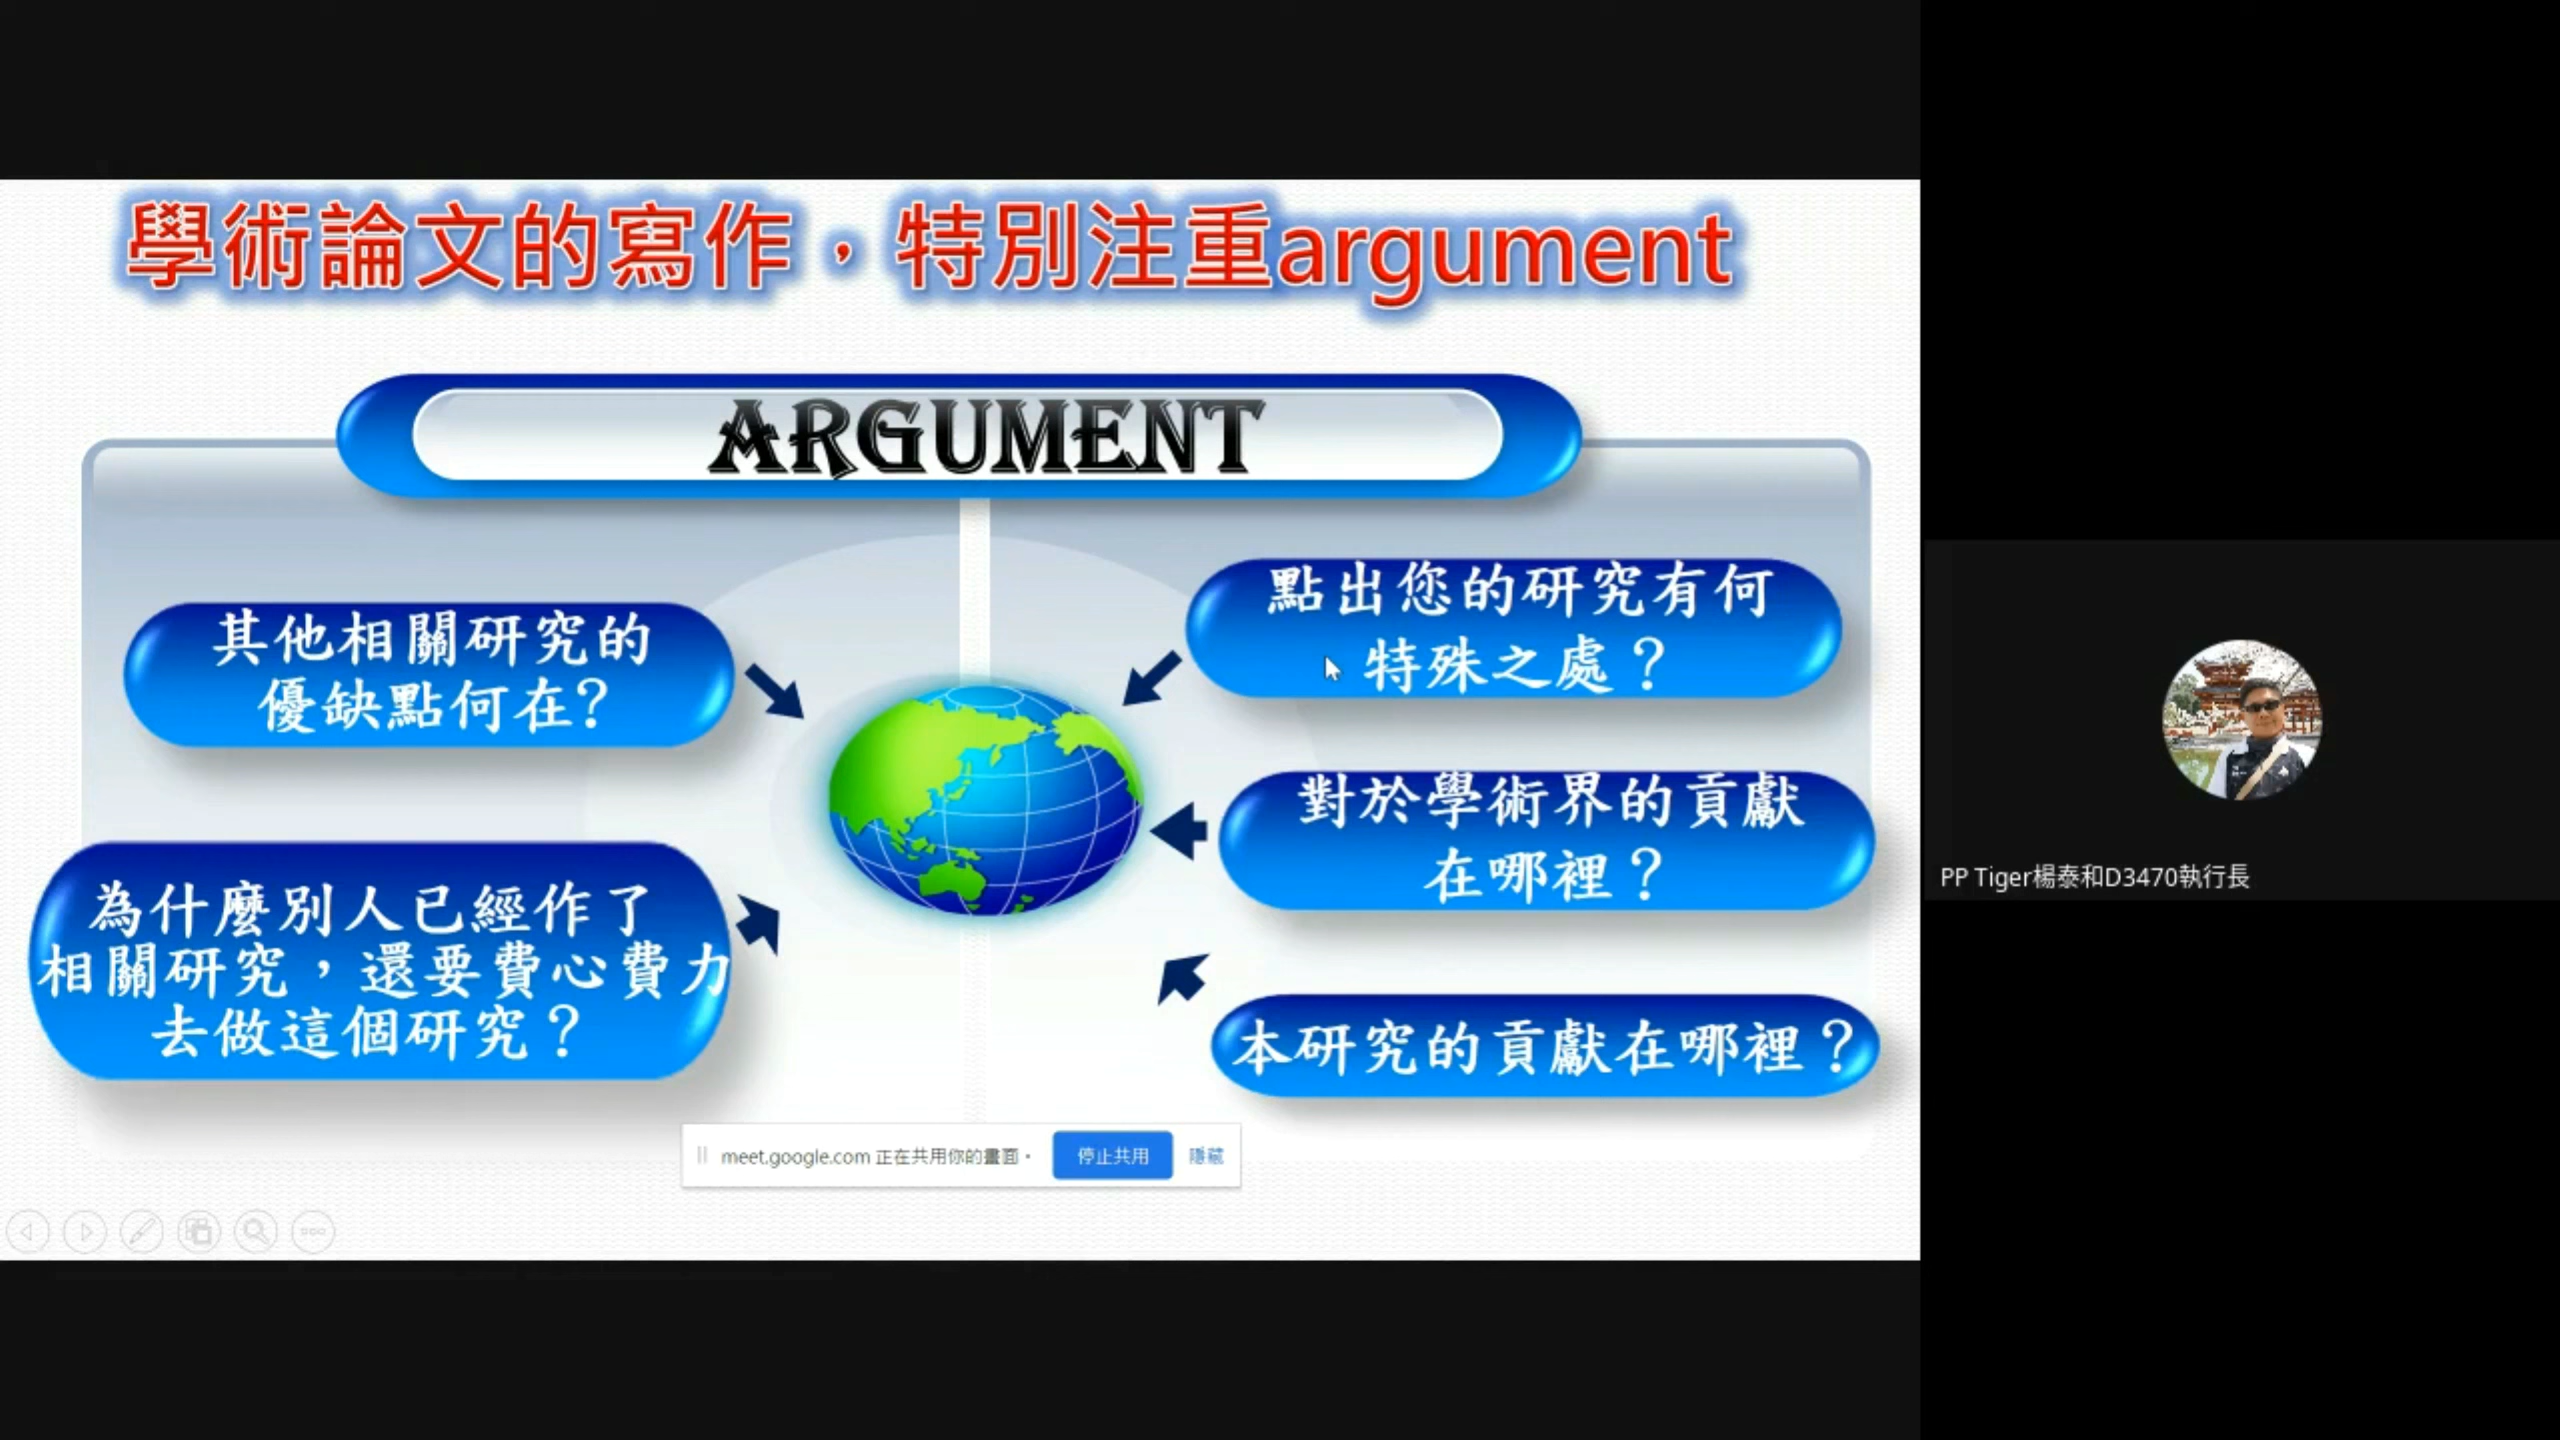 學術論文的寫作，特別注重argument
ARGUMENT
其他相關研究的
優缺點何在?
為什麼別人已經作了
相關研究，還要費心費力
去做這個研究？
點出您的研究有何
特殊之處？
對於學術界的貢獻
在哪裡？
本研究的貢獻在哪裡？
meet.google.com 正在共用你的畫面。
停止共用
隱藏
PP Tiger楊泰和D3470執行長